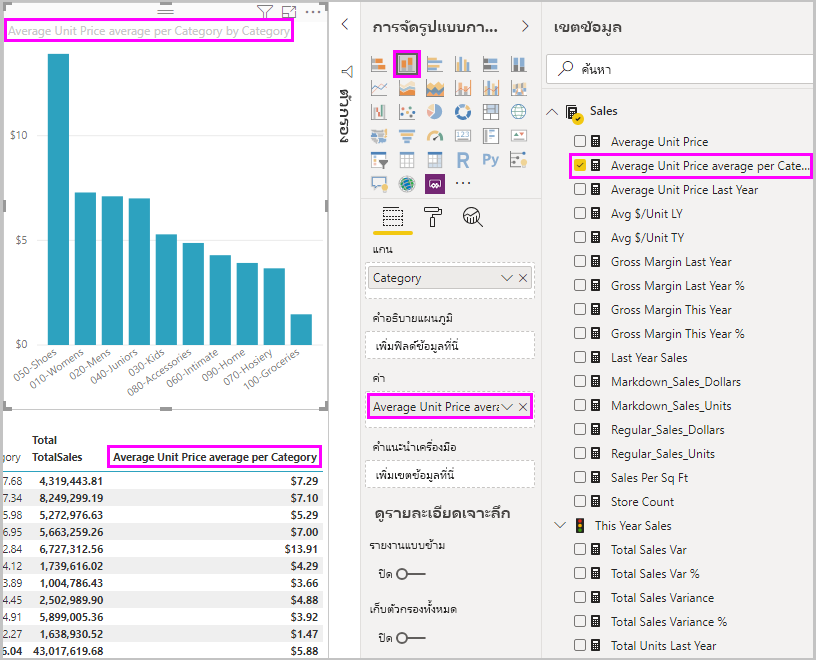 Average Unit Price average per Category by Category
$10
$5
$0
050-Shoes
010-Womens
020-Mens
040-Juniors
030-Kids
080-Accessories
060-Intimate
090-Home
070-Hosiery
100-Groceries
Total
gory TotalSales Average Unit Price average per Category
7.68 4,319,443.81 $7.29
7.34 8,249,299.19 $7.10
5.98 5,272,976.63 $5.29
6.95 5,663,259.26 $7.00
2.84 6,727,312.56 $13.91
4.12 1,739,616.02 $4.29
3.89 1,004,786.43 $3.66
4.45 2,502,989.90 $4.88
4.91 5,899,005.36 $3.92
2.27 1,638,930.52 $1.47
6.04 43,017,619.68 $5.88
ตัวกรอง
การจัดรูปแบบกา...
123
R
Py
แกน
Category
คำอธิบายแผนภูมิ
เพิ่มฟิลด์ข้อมูลที่นี่
ค่า
Average Unit Price avera
คำแนะนำเครื่องมือ
เพิ่มเขตข้อมูลที่นี่
ดูรายละเอียดเจาะลึก
รายงานแบบข้าม
ปิด
เก็บตัวกรองทั้งหมด
ปิด
เขตข้อมูล
ค้นหา
Sales
Average Unit Price
Average Unit Price average per Cate...
Average Unit Price Last Year
Avg $/Unit LY
Avg $/Unit TY
Gross Margin Last Year
Gross Margin Last Year %
Gross Margin This Year
Gross Margin This Year %
Last Year Sales
Markdown_Sales_Dollars
Markdown_Sales_Units
Regular_Sales_Dollars
Regular_Sales_Units
Sales Per Sq Ft
Store Count
This Year Sales
Total Sales Var
Total Sales Var %
Total Sales Variance
Total Sales Variance %
Total Units Last Year